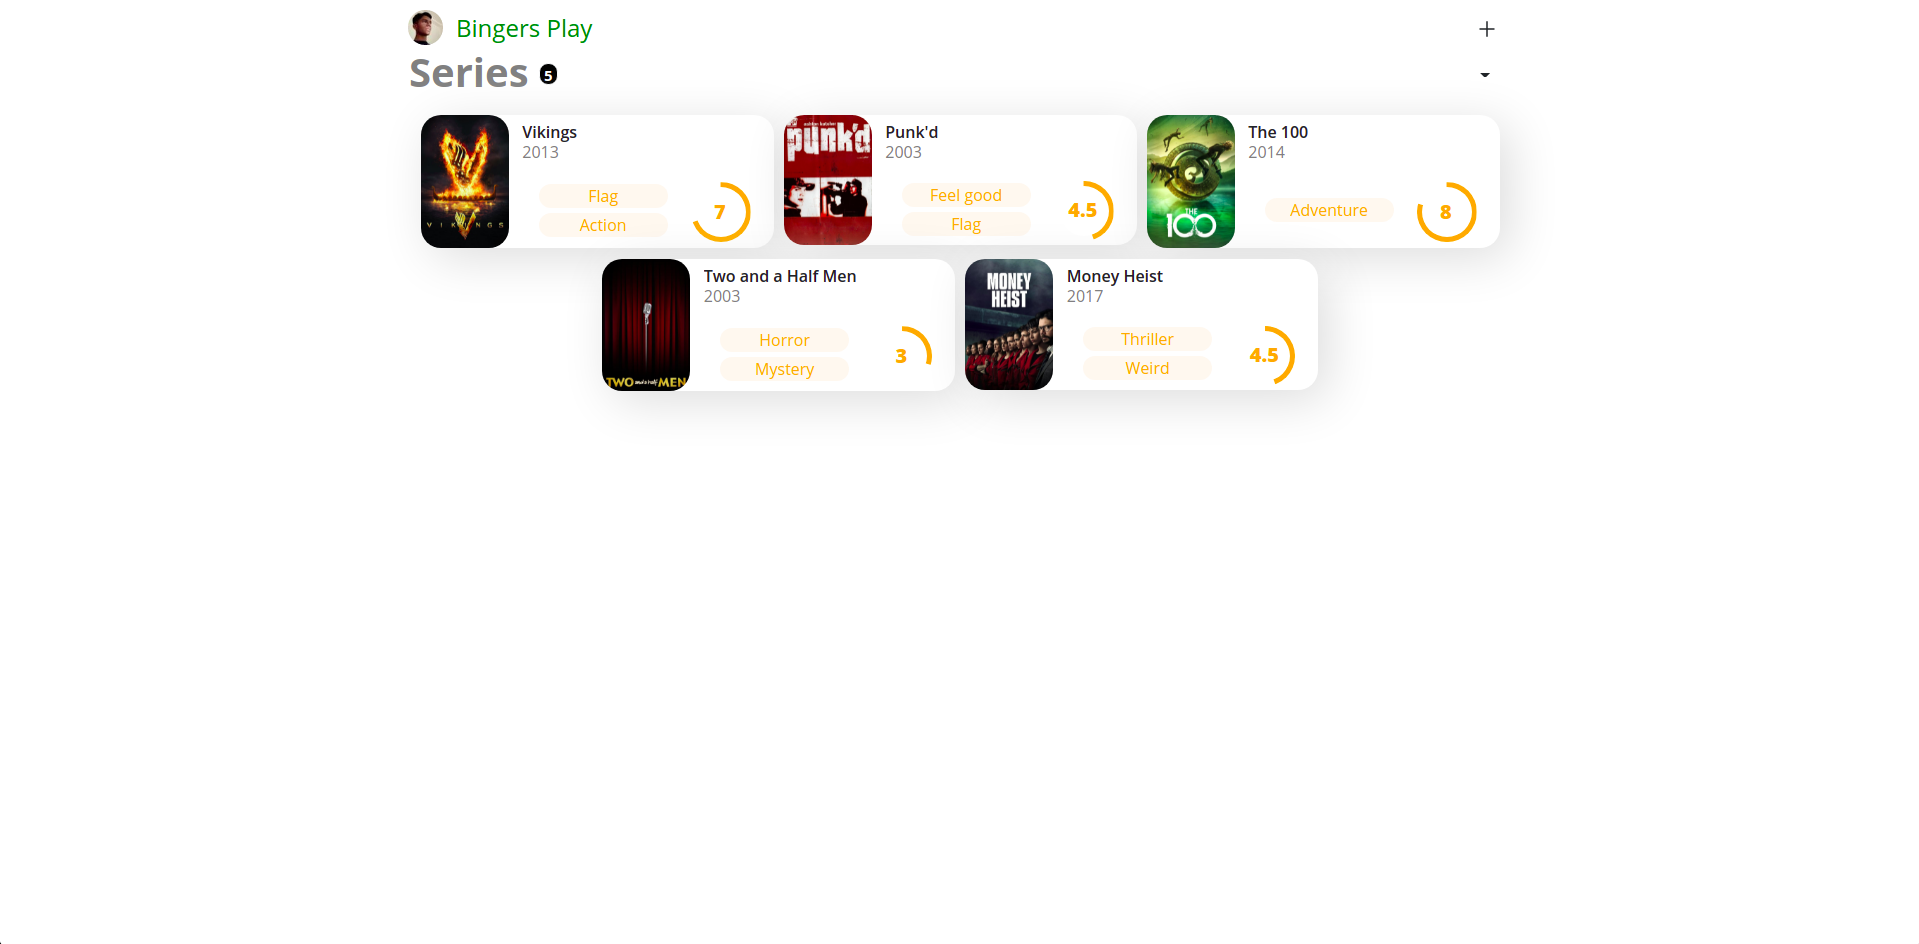 Bingers Play
Series 5
Vikings
2013
Flag
Action
7
VIKINGS
Punk'd
2003
Feel good
Flag
4.5
ashton kutcher
punk'd
The 100
2014
Adventure
8
THE
100
Two and a Half Men
2003
Horror
Mystery
3
TWO and a half MEN
Money Heist
2017
Thriller
Weird
4.5
MONEY
HEIST